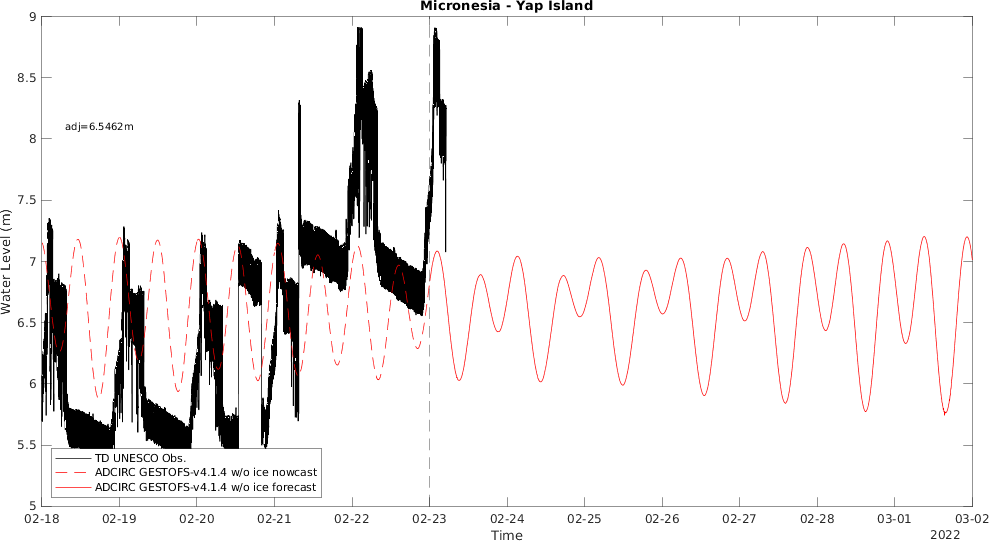 Micronesia - Yap Island
9
8.5
adj=6.5462m
8
7.5
7
6.5
6
5.5
5
Water Level (m)
TD UNESCO Obs.
ADCIRC GESTOFS-v4.1.4 w/o ice nowcast
ADCIRC GESTOFS-v4.1.4 w/o ice forecast
02-18 02-19 02-20 02-21 02-22 02-23 02-24 02-25 02-26 02-27 02-28 03-01 03-02
Time
2022